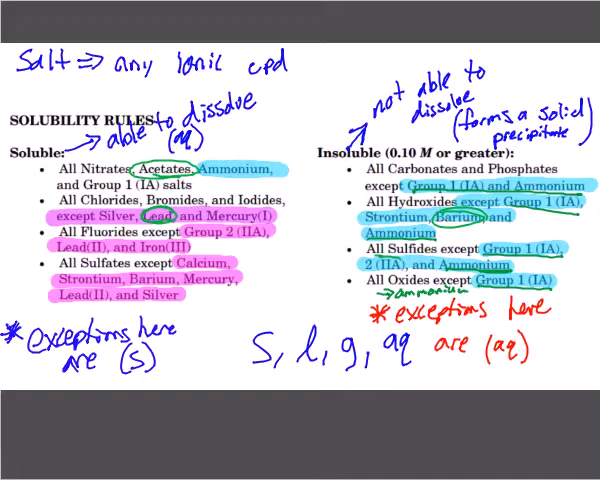 Salt => any ionic cpd
SOLUBILITY RULES
→ able to dissolve
(aq)
Soluble:
• All Nitrates, Acetates, Ammonium,
and Group 1 (IA) salts
• All Chlorides, Bromides, and Iodides,
except Silver, Lead, and Mercury(I)
• All Fluorides except Group 2 (IIA),
Lead(II), and Iron(III)
• All Sulfates except Calcium,
Strontium, Barium, Mercury,
Lead(II), and Silver
* exceptions here
are (s)
not able to
dissolve
(forms a solid
precipitate)
Insoluble (0.10 M or greater):
• All Carbonates and Phosphates
except Group 1 (IA) and Ammonium
• All Hydroxides except Group 1 (IA),
Strontium, Barium, and
Ammonium
• All Sulfides except Group 1 (IA),
2 (IIA), and Ammonium
• All Oxides except Group 1 (IA)
→ ammonium
* exceptions here
are (aq)
s, l, g, aq